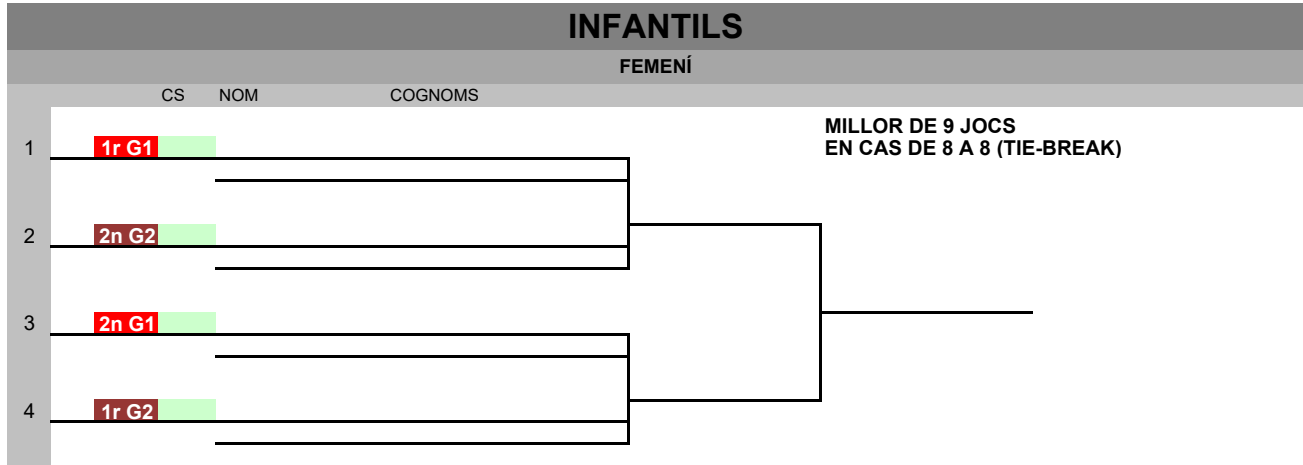 INFANTILS
FEMENÍ
CS NOM COGNOMS
MILLOR DE 9 JOCS
1 1r G1 EN CAS DE 8 A 8 (TIE-BREAK)
2 2n G2
3 2n G1
4 1r G2